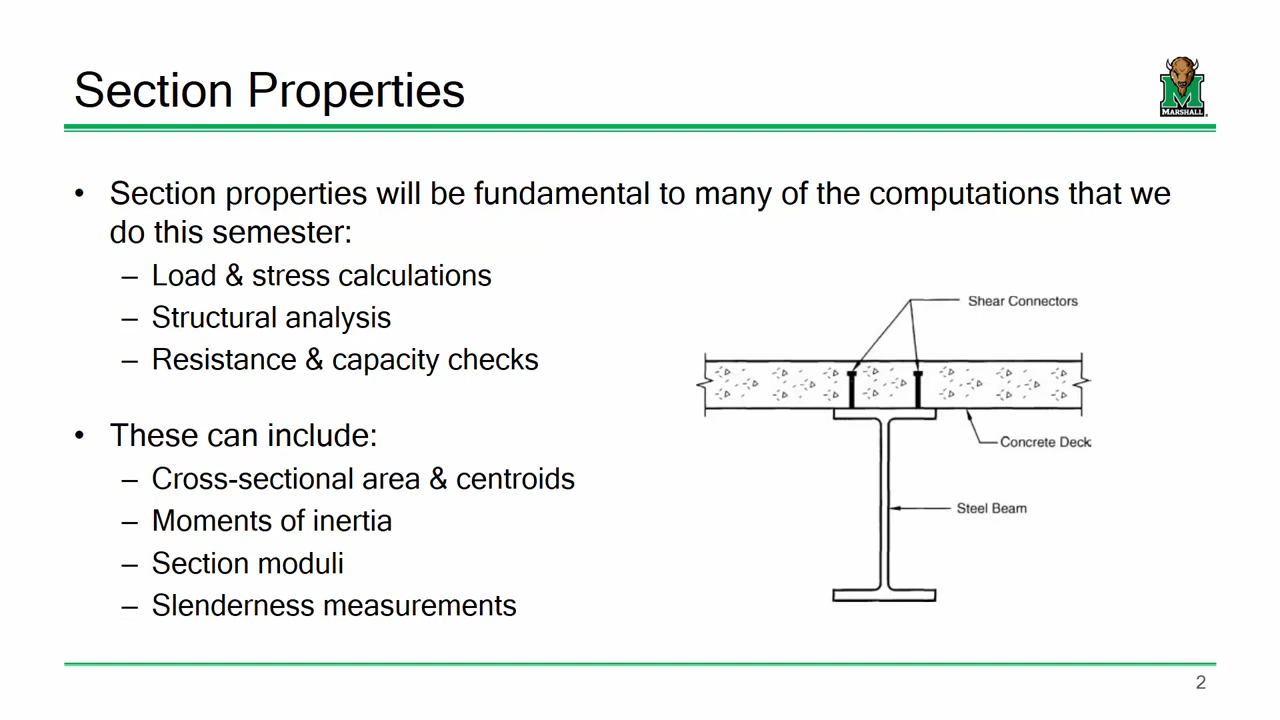 Section Properties
MARSHALL
• Section properties will be fundamental to many of the computations that we
do this semester:
– Load & stress calculations
– Structural analysis
– Resistance & capacity checks
• These can include:
– Cross-sectional area & centroids
– Moments of inertia
– Section moduli
– Slenderness measurements
Shear Connectors
Concrete Deck
Steel Beam
2